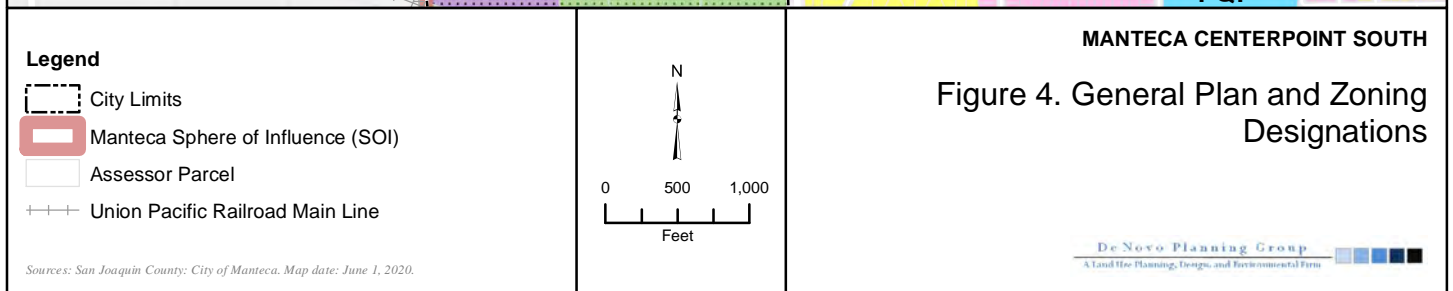 Legend
City Limits
Manteca Sphere of Influence (SOI)
Assessor Parcel
Union Pacific Railroad Main Line
Sources: San Joaquin County: City of Manteca. Map date: June 1, 2020.
N
0 500 1,000
Feet
MANTECA CENTERPOINT SOUTH
Figure 4. General Plan and Zoning
Designations
De Novo Planning Group
A Land Use Planning, Design, and Environmental Firm